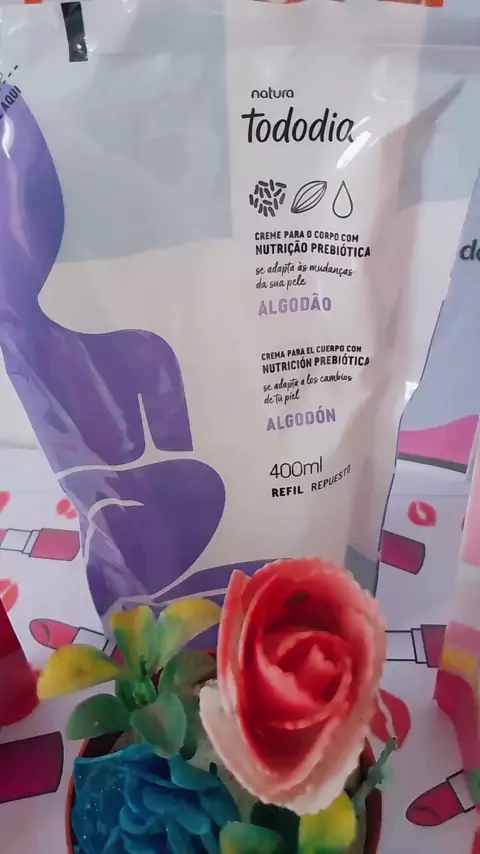 AQUI
natura
Tododia
CREME PARA O CORPO COM
NUTRIÇÃO PREBIÓTICA
se adapta às mudanças
da sua pele
ALGODÃO
CREMA PARA EL CUERPO CON
NUTRICIÓN PREBIÓTICA
se adapta a los cambios
de tu piel
ALGODÓN
400ml
REFIL REPUESTO